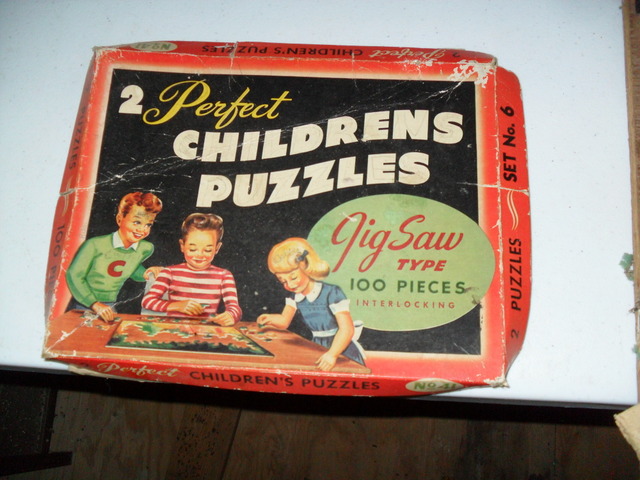 2 Perfect CHILDREN'S PUZZLES
2 Perfect
CHILDRENS
PUZZLES
JigSaw
TYPE
100 PIECES
INTERLOCKING
C
SET No. 6
2 PUZZLES
Perfect CHILDREN'S PUZZLES